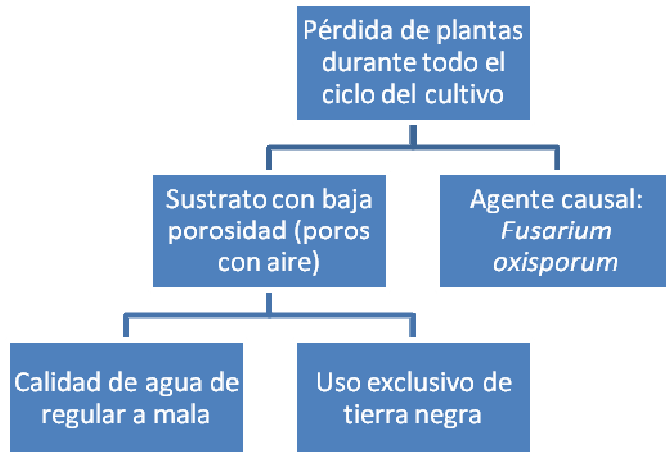 Pérdida de plantas
durante todo el
ciclo del cultivo
Sustrato con baja
porosidad (poros
con aire)
Agente causal:
Fusarium
oxisporum
Calidad de agua de
regular a mala
Uso exclusivo de
tierra negra